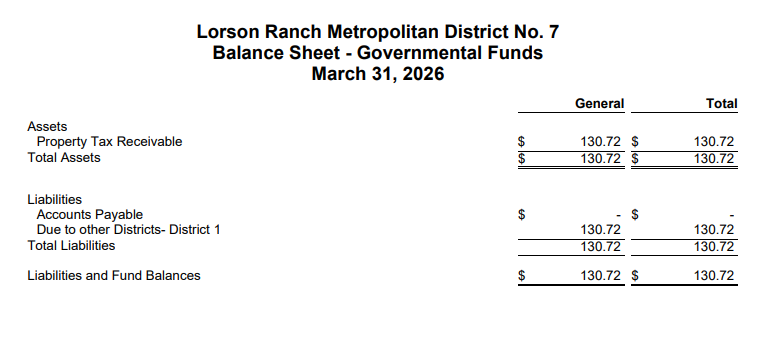 Lorson Ranch Metropolitan District No. 7
Balance Sheet - Governmental Funds
March 31, 2026
General Total
Assets
Property Tax Receivable $ 130.72 $ 130.72
Total Assets $ 130.72 $ 130.72
Liabilities
Accounts Payable $ - $ -
Due to other Districts- District 1 130.72 130.72
Total Liabilities 130.72 130.72
Liabilities and Fund Balances $ 130.72 $ 130.72